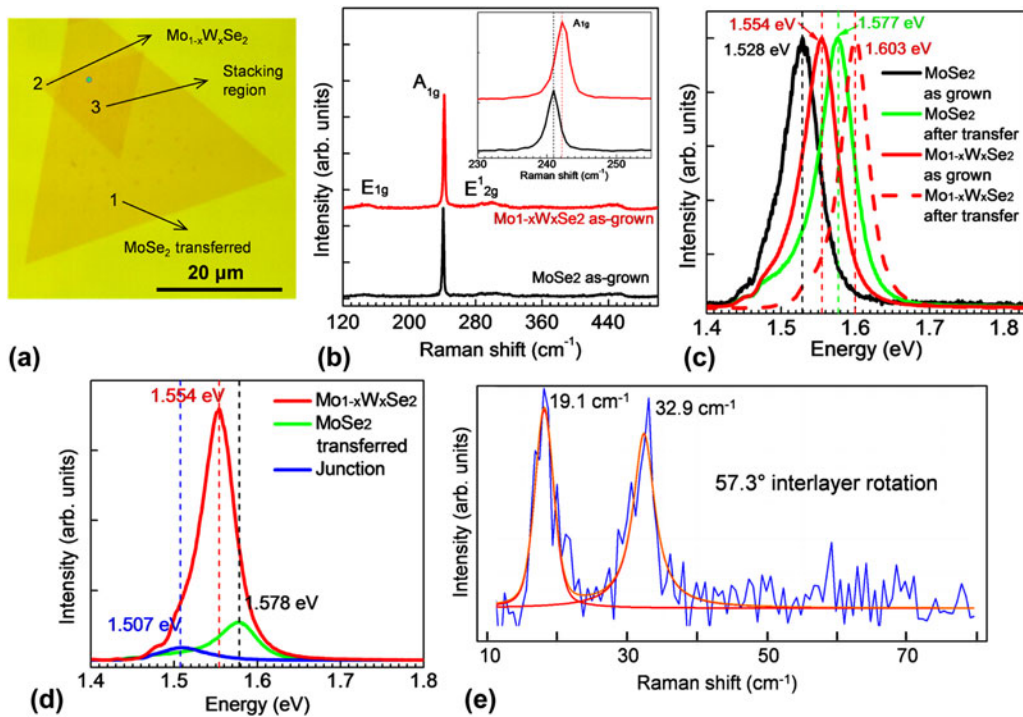 Mo₁₋ₓWₓSe₂
2
Stacking
region
3
1
MoSe₂ transferred
20 µm
(a)
Intensity (arb. units)
A₁g
E₁g
E¹₂g
Mo1-xWxSe2 as-grown
MoSe2 as-grown
120 240 360 440
Raman shift (cm⁻¹)
A₁g
230 240 250
Raman shift (cm⁻¹)
(b)
1.554 eV
1.577 eV
1.528 eV
1.603 eV
MoSe2
as grown
MoSe2
after transfer
Mo1-xWxSe2
as grown
Mo1-xWxSe2
after transfer
Intensity (arb. units)
1.4 1.5 1.6 1.7 1.8
Energy (eV)
(c)
1.554 eV
Mo1-xWxSe2
MoSe2
transferred
Junction
1.578 eV
1.507 eV
Intensity (arb. units)
1.4 1.5 1.6 1.7 1.8
Energy (eV)
(d)
19.1 cm⁻¹
32.9 cm⁻¹
57.3° interlayer rotation
Intensity (arb. units)
10 30 50 70
Raman shift (cm⁻¹)
(e)